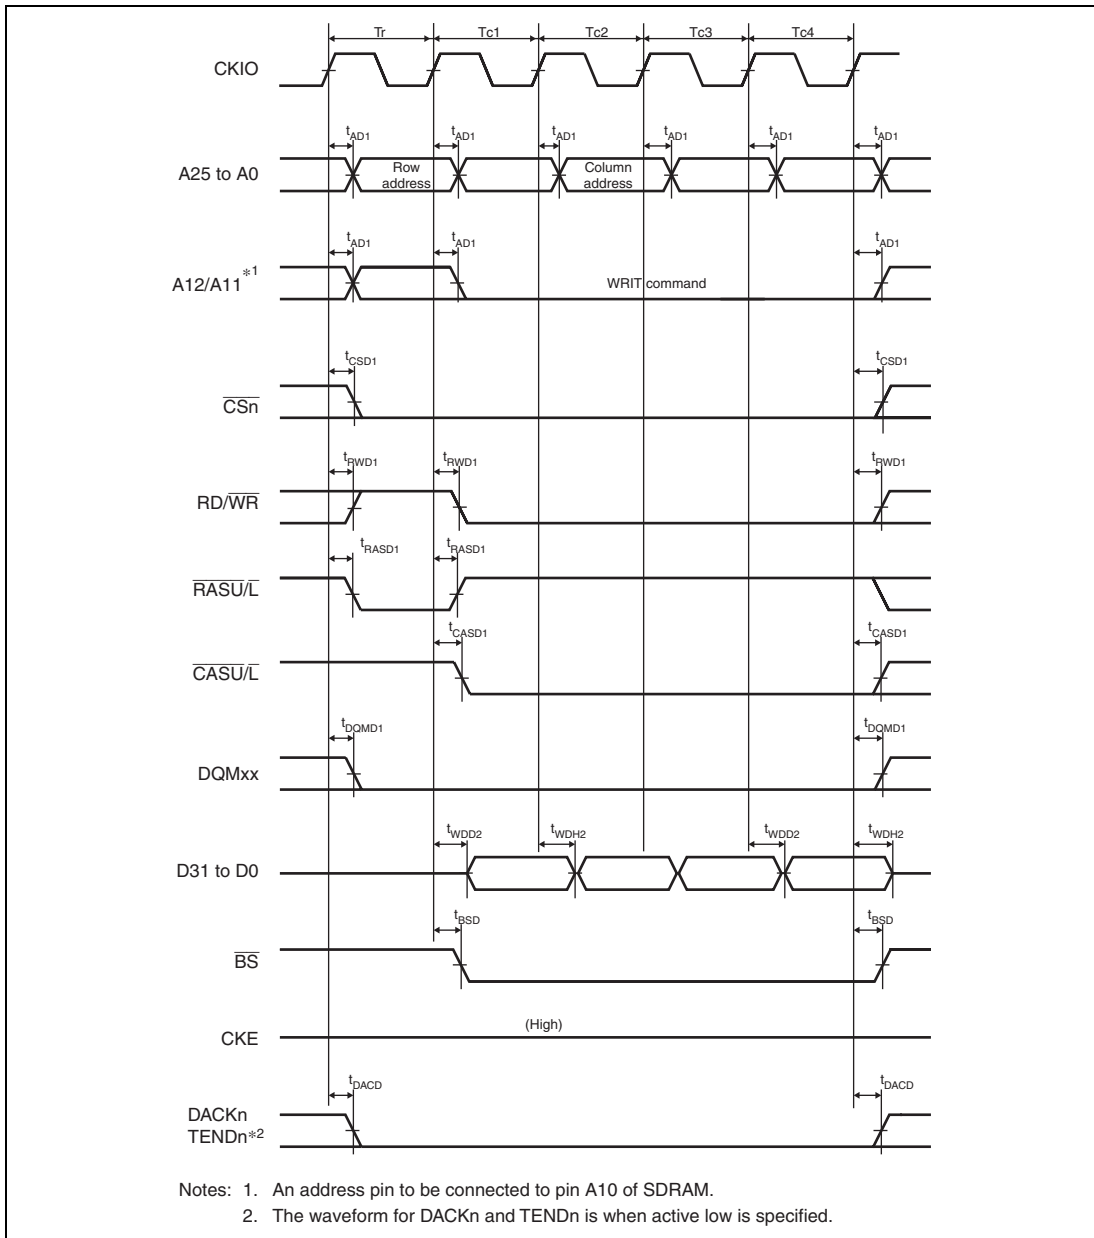 Tr Tc1 Tc2 Tc3 Tc4
CKIO
tAD1 tAD1 tAD1 tAD1 tAD1 tAD1
A25 to A0
Row address
Column address
tAD1 tAD1 tAD1
A12/A11 *1
WRIT command
tCSD1 tCSD1
CSn
tRWD1 tRWD1 tRWD1
RD/WR
tRASD1 tRASD1
RASU/L
tCASD1 tCASD1
CASU/L
tDQMD1 tDQMD1
DQMxx
tWDD2 tWDH2 tWDD2 tWDH2
D31 to D0
tBSD tBSD
BS
(High)
CKE
tDACD tDACD
DACKn
TENDn*2
Notes: 1. An address pin to be connected to pin A10 of SDRAM.
2. The waveform for DACKn and TENDn is when active low is specified.